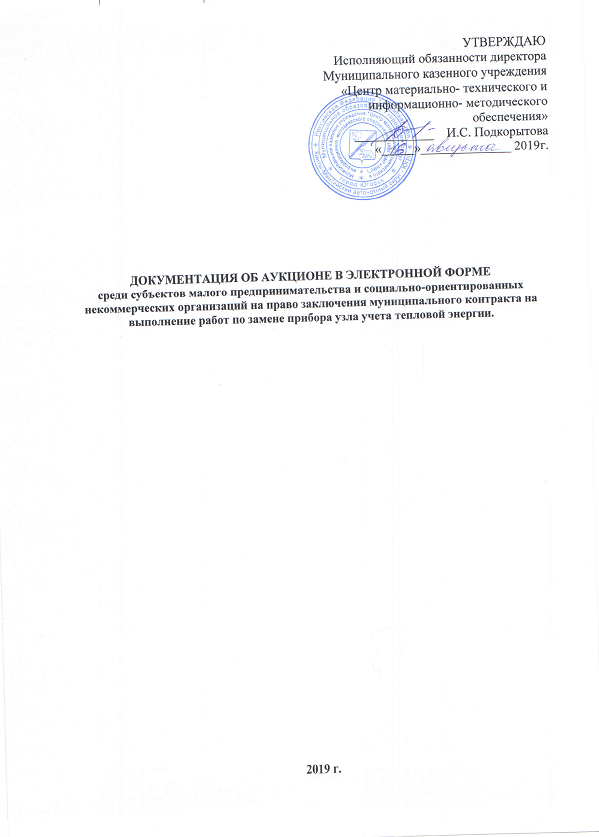 УТВЕРЖДАЮ
Исполняющий обязанности директора
Муниципального казенного учреждения
«Центр материально- технического и
информационно- методического
обеспечения»
И.С. Подкорытова
« » августа 2019г.
ДОКУМЕНТАЦИЯ ОБ АУКЦИОНЕ В ЭЛЕКТРОННОЙ ФОРМЕ
среди субъектов малого предпринимательства и социально-ориентированных
некоммерческих организаций на право заключения муниципального контракта на
выполнение работ по замене прибора узла учета тепловой энергии.
2019 г.